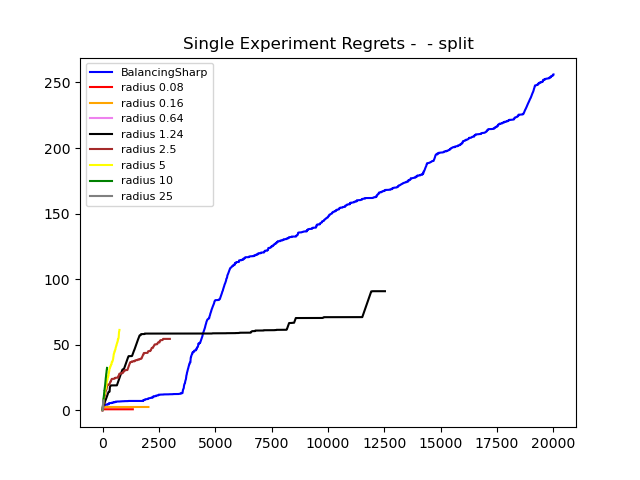 Single Experiment Regrets -  - split
BalancingSharp
radius 0.08
radius 0.16
radius 0.64
radius 1.24
radius 2.5
radius 5
radius 10
radius 25
250
200
150
100
50
0
0 2500 5000 7500 10000 12500 15000 17500 20000